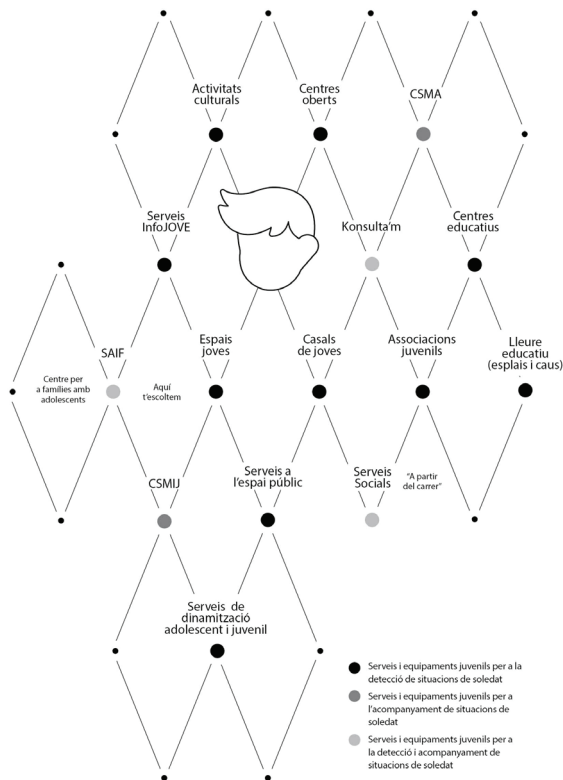 Activitats
culturals
Centres
oberts
CSMA
Serveis
InfoJOVE
Konsulta'm
Centres
educatius
SAIF
Espais
joves
Casals
de joves
Associacions
juvenils
Lleure
educatiu
(esplais i caus)
Centre per
a famílies amb
adolescents
Aquí
t'escoltem
CSMIJ
Serveis a
l'espai públic
Serveis
Socials
"A partir
del carrer"
Serveis de
dinamització
adolescent i juvenil
Serveis i equipaments juvenils per a la
detecció de situacions de soledat
Serveis i equipaments juvenils per a
l'acompanyament de situacions de
soledat
Serveis i equipaments juvenils per a
la detecció i acompanyament de
situacions de soledat